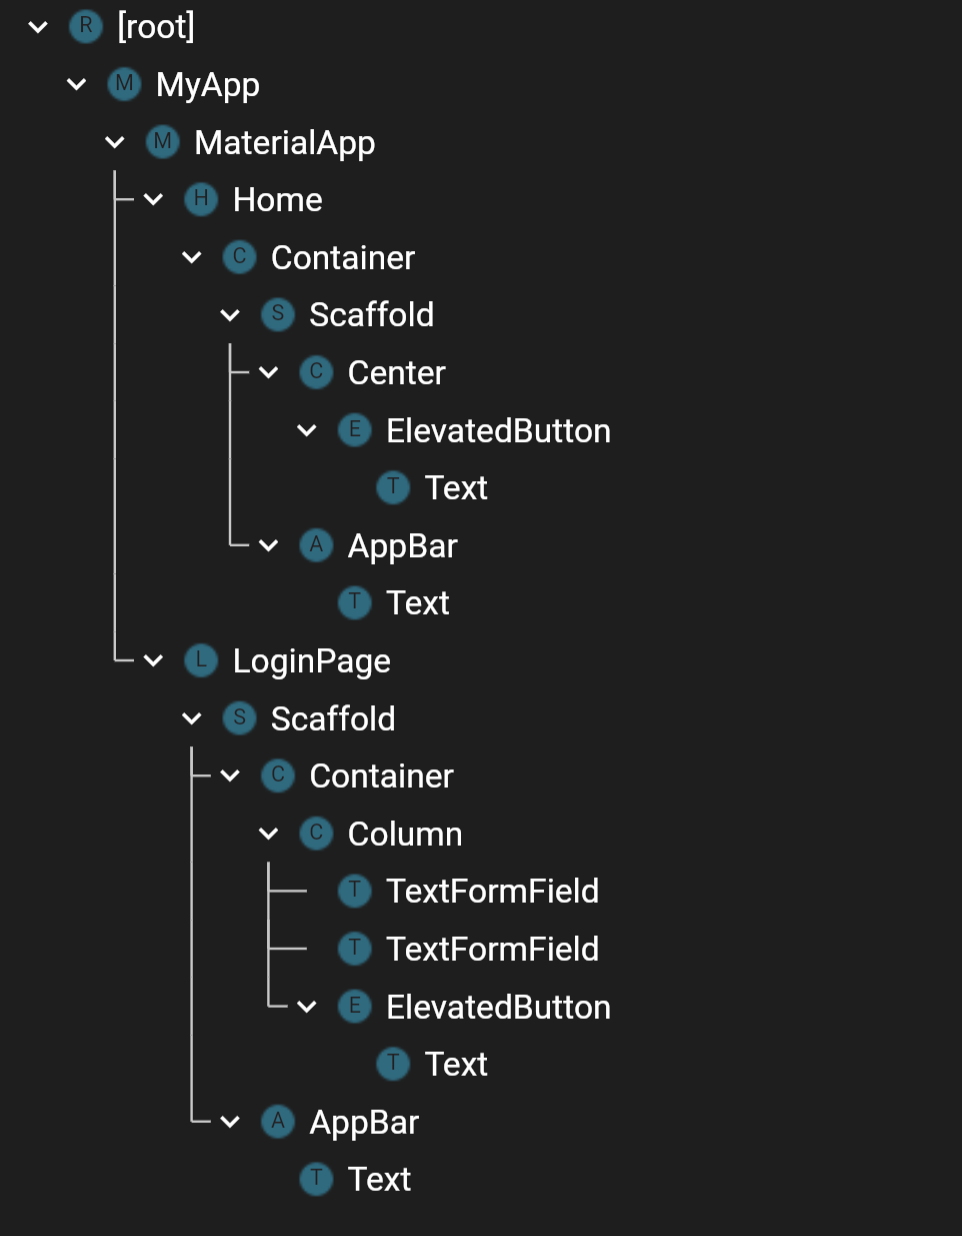 R [root]
M MyApp
M MaterialApp
H Home
C Container
S Scaffold
C Center
E ElevatedButton
T Text
A AppBar
T Text
L LoginPage
S Scaffold
C Container
C Column
T TextFormField
T TextFormField
E ElevatedButton
T Text
A AppBar
T Text